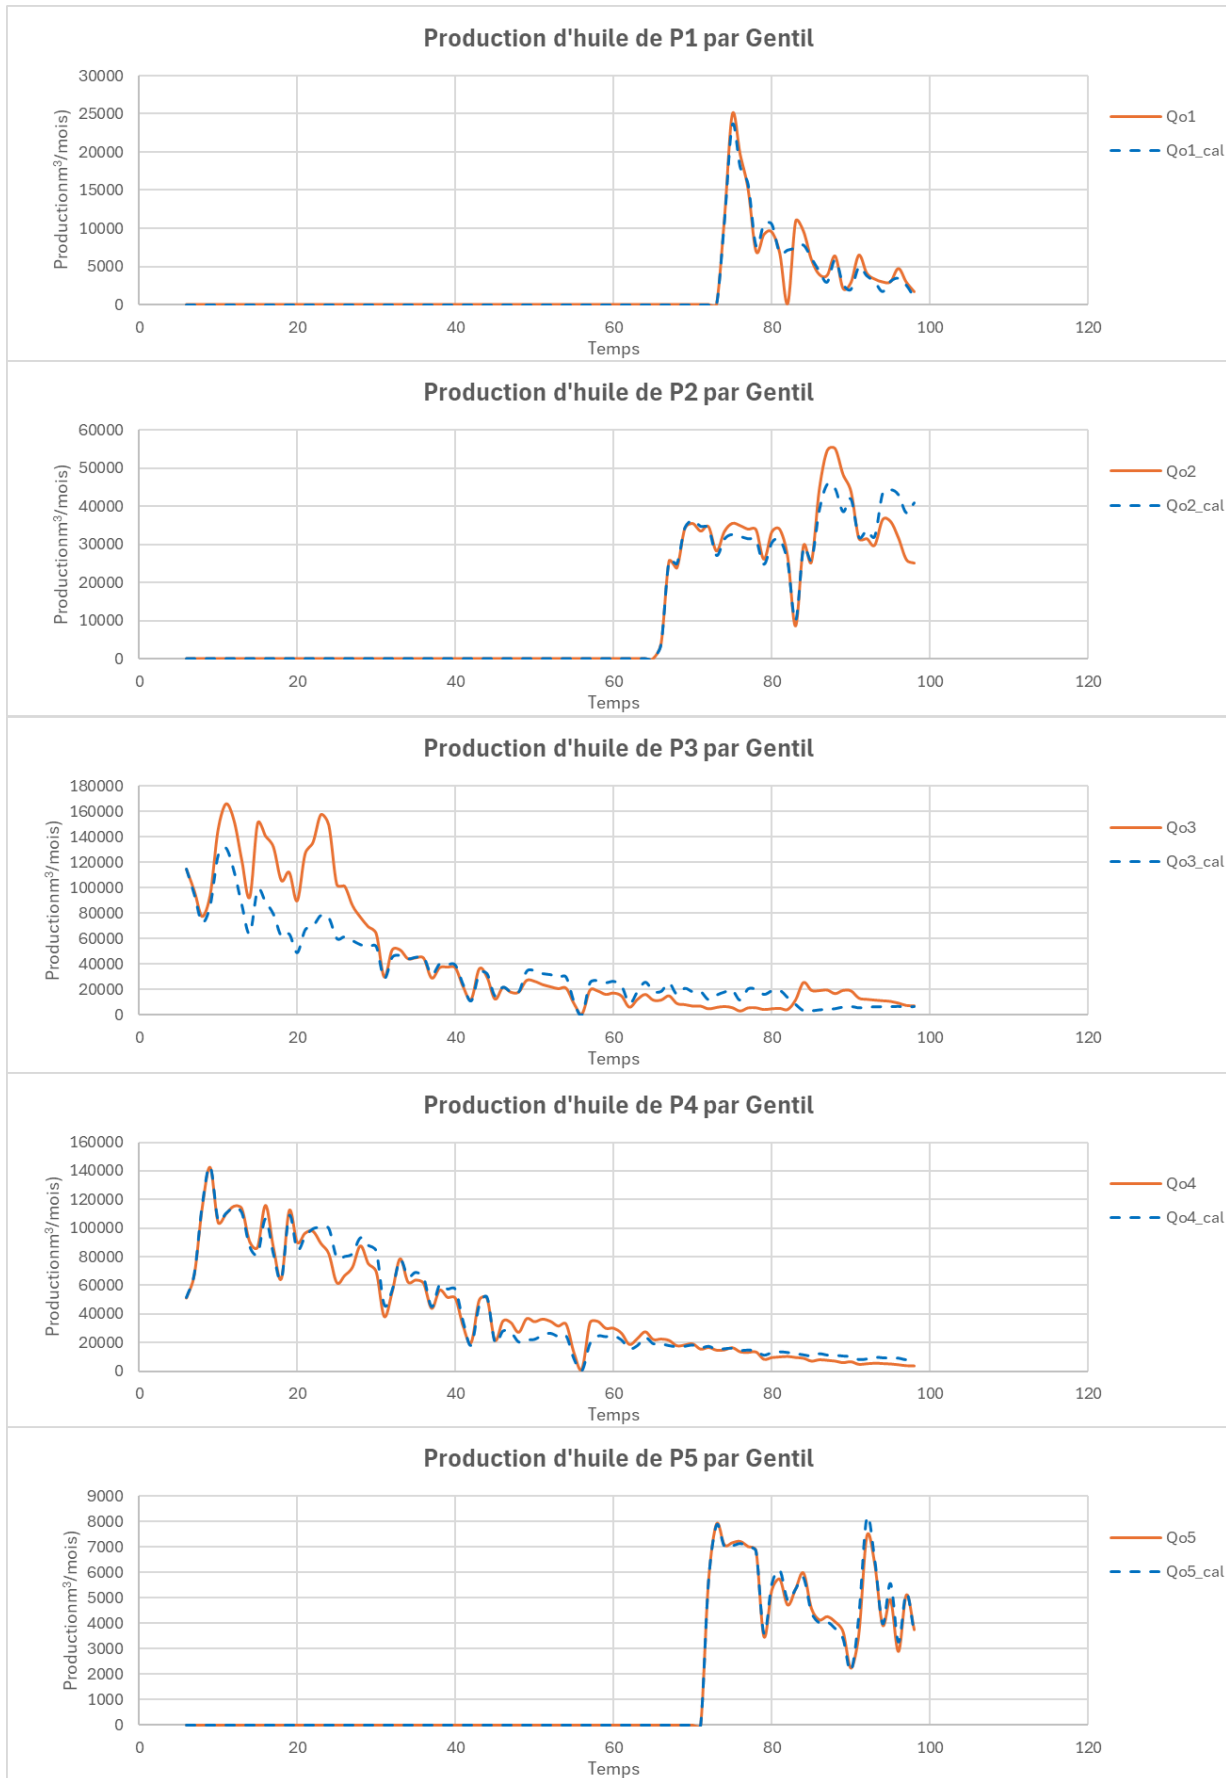 Production d'huile de P1 par Gentil
30000
25000
20000
15000
10000
5000
0
Productionm³/mois)
0 20 40 60 80 100 120
Temps
Qo1
Qo1_cal
Production d'huile de P2 par Gentil
60000
50000
40000
30000
20000
10000
0
Productionm³/mois)
0 20 40 60 80 100 120
Temps
Qo2
Qo2_cal
Production d'huile de P3 par Gentil
180000
160000
140000
120000
100000
80000
60000
40000
20000
0
Productionm³/mois)
0 20 40 60 80 100 120
Temps
Qo3
Qo3_cal
Production d'huile de P4 par Gentil
160000
140000
120000
100000
80000
60000
40000
20000
0
Productionm³/mois)
0 20 40 60 80 100 120
Temps
Qo4
Qo4_cal
Production d'huile de P5 par Gentil
9000
8000
7000
6000
5000
4000
3000
2000
1000
0
Productionm³/mois)
0 20 40 60 80 100 120
Temps
Qo5
Qo5_cal